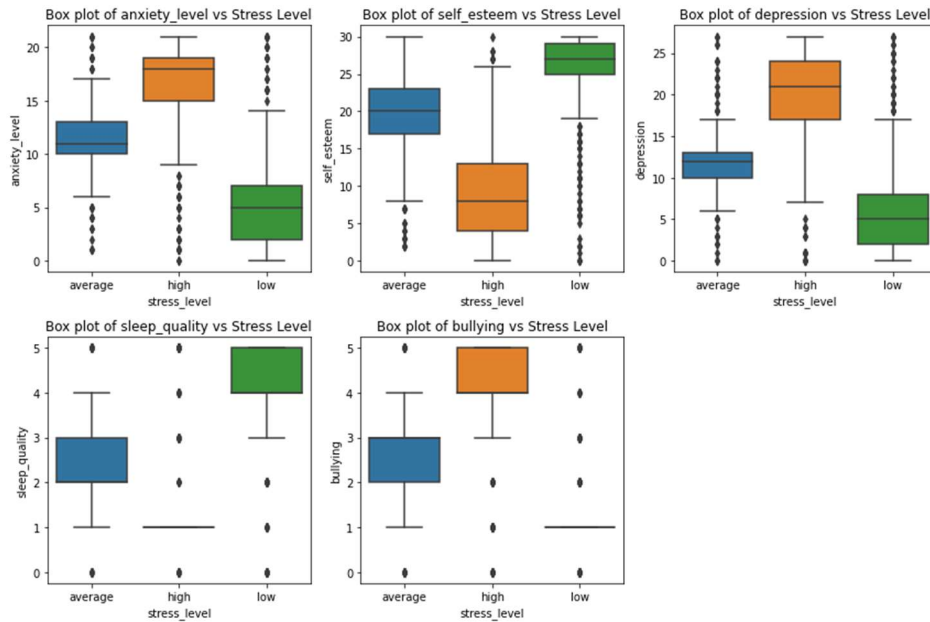 Box plot of anxiety_level vs Stress Level
20
15
10
5
0
anxiety_level
average high low
stress_level
Box plot of self_esteem vs Stress Level
30
25
20
15
10
5
0
self_esteem
average high low
stress_level
Box plot of depression vs Stress Level
25
20
15
10
5
0
depression
average high low
stress_level
Box plot of sleep_quality vs Stress Level
5
4
3
2
1
0
sleep_quality
average high low
stress_level
Box plot of bullying vs Stress Level
5
4
3
2
1
0
bullying
average high low
stress_level